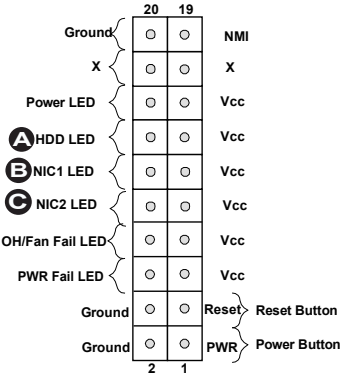 20 19
Ground NMI
X X
Power LED Vcc
A HDD LED Vcc
B NIC1 LED Vcc
C NIC2 LED Vcc
OH/Fan Fail LED Vcc
PWR Fail LED Vcc
Ground Reset Reset Button
Ground PWR Power Button
2 1